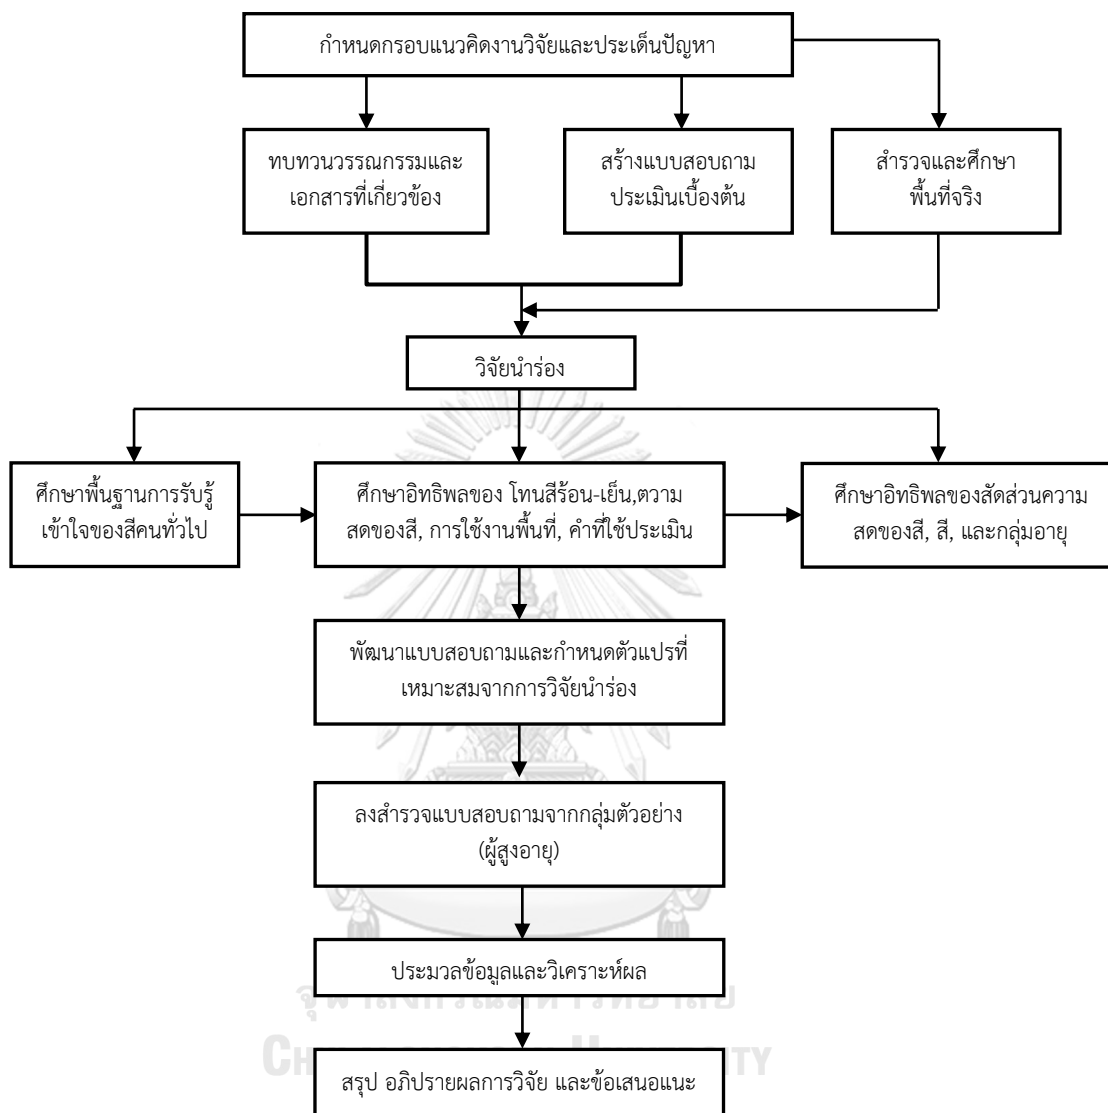 กำหนดกรอบแนวคิดงานวิจัยและประเด็นปัญหา
ทบทวนวรรณกรรมและ
เอกสารที่เกี่ยวข้อง
สร้างแบบสอบถาม
ประเมินเบื้องต้น
สำรวจและศึกษา
พื้นที่จริง
วิจัยนำร่อง
ศึกษาพื้นฐานการรับรู้
เข้าใจของสีคนทั่วไป
ศึกษาอิทธิพลของ โทนสีร้อน-เย็น,ตวาม
สดของสี, การใช้งานพื้นที่, คำที่ใช้ประเมิน
ศึกษาอิทธิพลของสัดส่วนความ
สดของสี, สี, และกลุ่มอายุ
พัฒนาแบบสอบถามและกำหนดตัวแปรที่
เหมาะสมจากการวิจัยนำร่อง
ลงสำรวจแบบสอบถามจากกลุ่มตัวอย่าง
(ผู้สูงอายุ)
ประมวลข้อมูลและวิเคราะห์ผล
สรุป อภิปรายผลการวิจัย และข้อเสนอแนะ